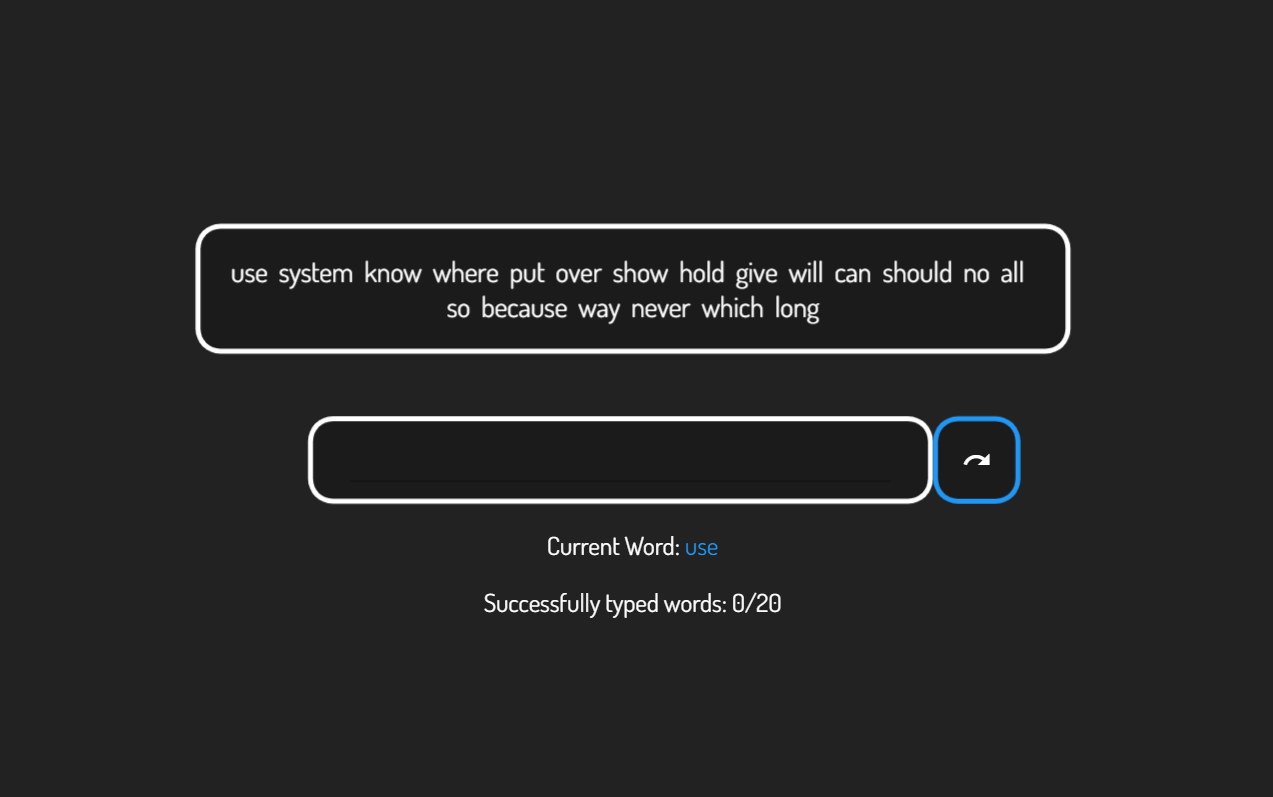 use system know where put over show hold give will can should no all
so because way never which long
Current Word: use
Successfully typed words: 0/20